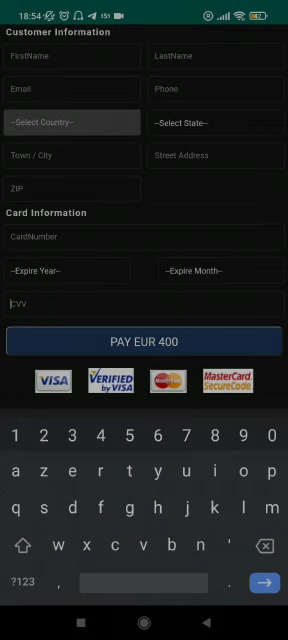 18:54
Customer Information
FirstName LastName
Email Phone
--Select Country-- --Select State--
Town / City Street Address
ZIP
Card Information
CardNumber
--Expire Year-- --Expire Month--
CVV
PAY EUR 400
VISA VERIFIED by VISA MasterCard MasterCard SecureCode.
1 2 3 4 5 6 7 8 9 0
a z e r t y u i o p
q s d f g h j k l m
w x c v b n '
?123 , .